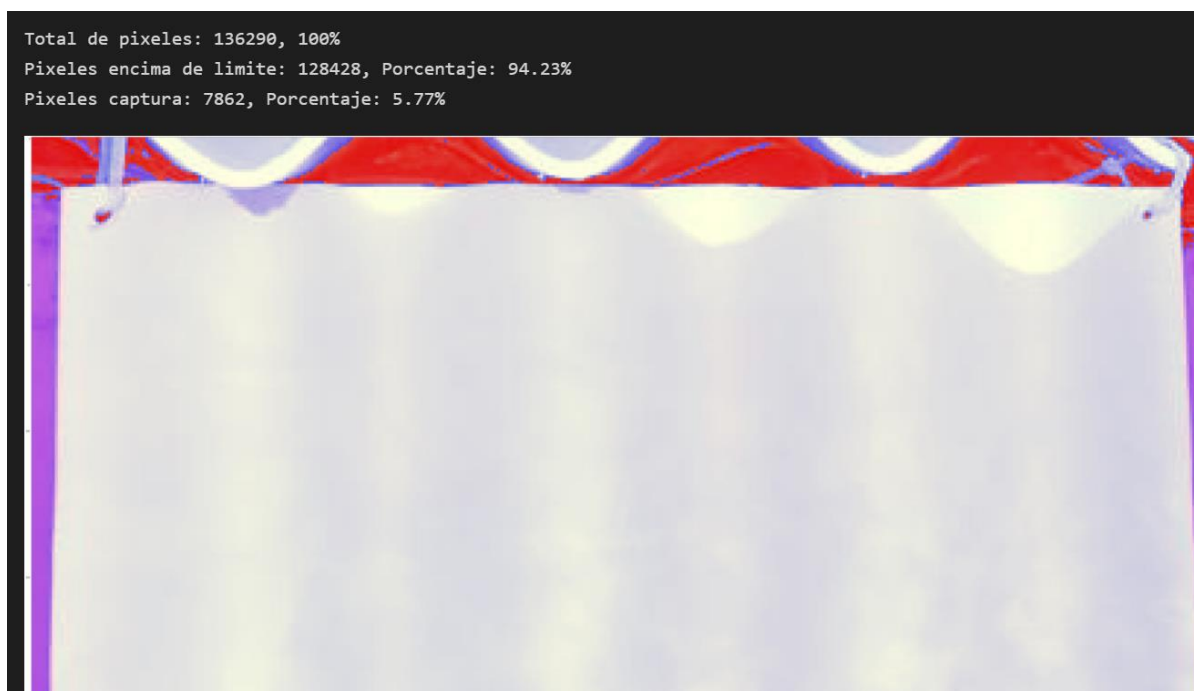 Total de pixeles: 136290, 100%
Pixeles encima de limite: 128428, Porcentaje: 94.23%
Pixeles captura: 7862, Porcentaje: 5.77%